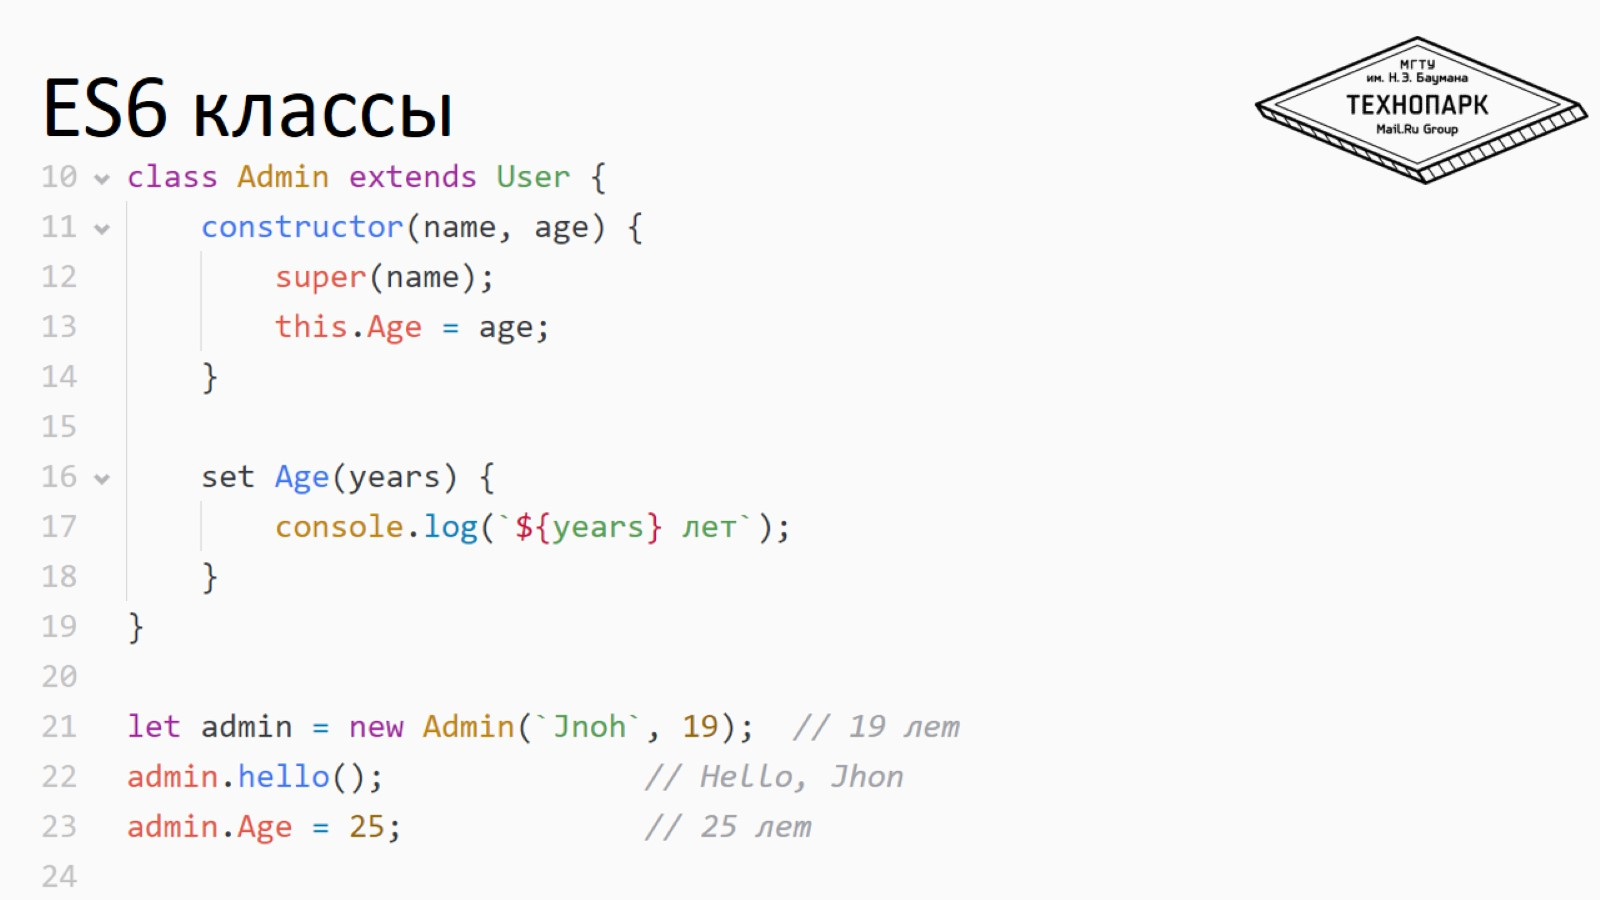 ES6 классы
МГТУ
им. Н.Э. Баумана
ТЕХНОПАРК
Mail.Ru Group
10 class Admin extends User {
11     constructor(name, age) {
12         super(name);
13         this.Age = age;
14     }
15
16     set Age(years) {
17         console.log(`${years} лет`);
18     }
19 }
20
21 let admin = new Admin(`Jnoh`, 19);  // 19 лет
22 admin.hello();              // Hello, Jhon
23 admin.Age = 25;             // 25 лет
24